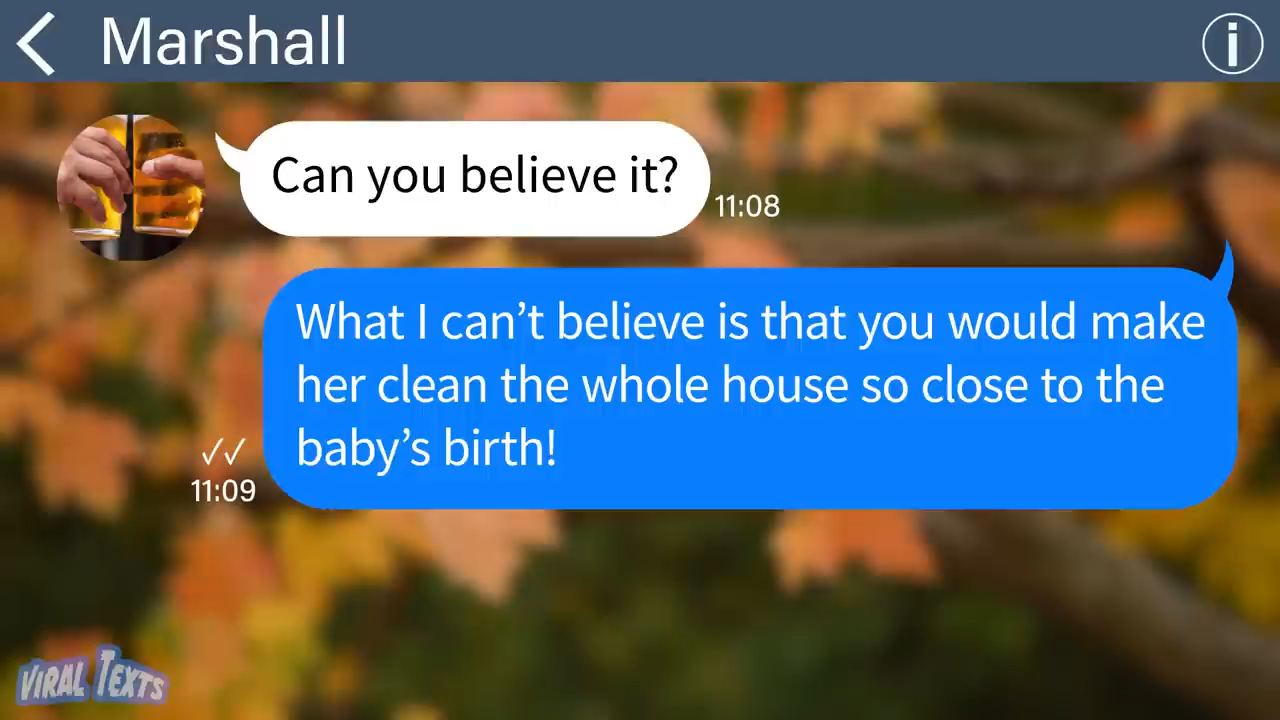 Marshall
i
Can you believe it?
11:08
What I can’t believe is that you would make
her clean the whole house so close to the
baby’s birth!
11:09
VIRAL TEXTS